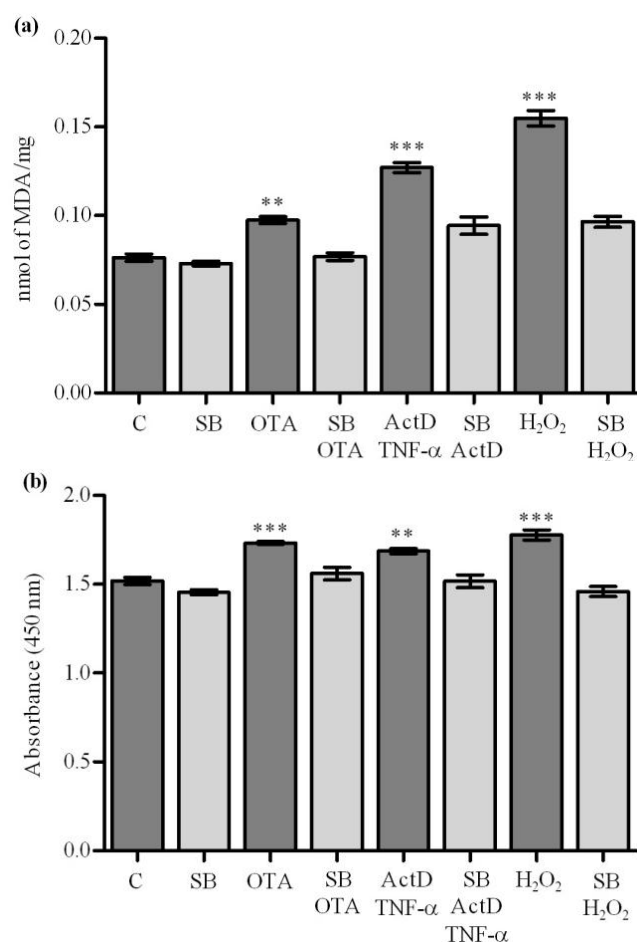 (a)
0.20
0.15
0.10
0.05
0.00
nmol of MDA/mg
**
***
***
C SB OTA SB ActD SB H₂O₂ SB
OTA TNF-α ActD H₂O₂
(b)
2.0
1.5
1.0
0.5
0.0
Absorbance (450 nm)
***
**
***
C SB OTA SB ActD SB H₂O₂ SB
OTA TNF-α ActD H₂O₂
TNF-α